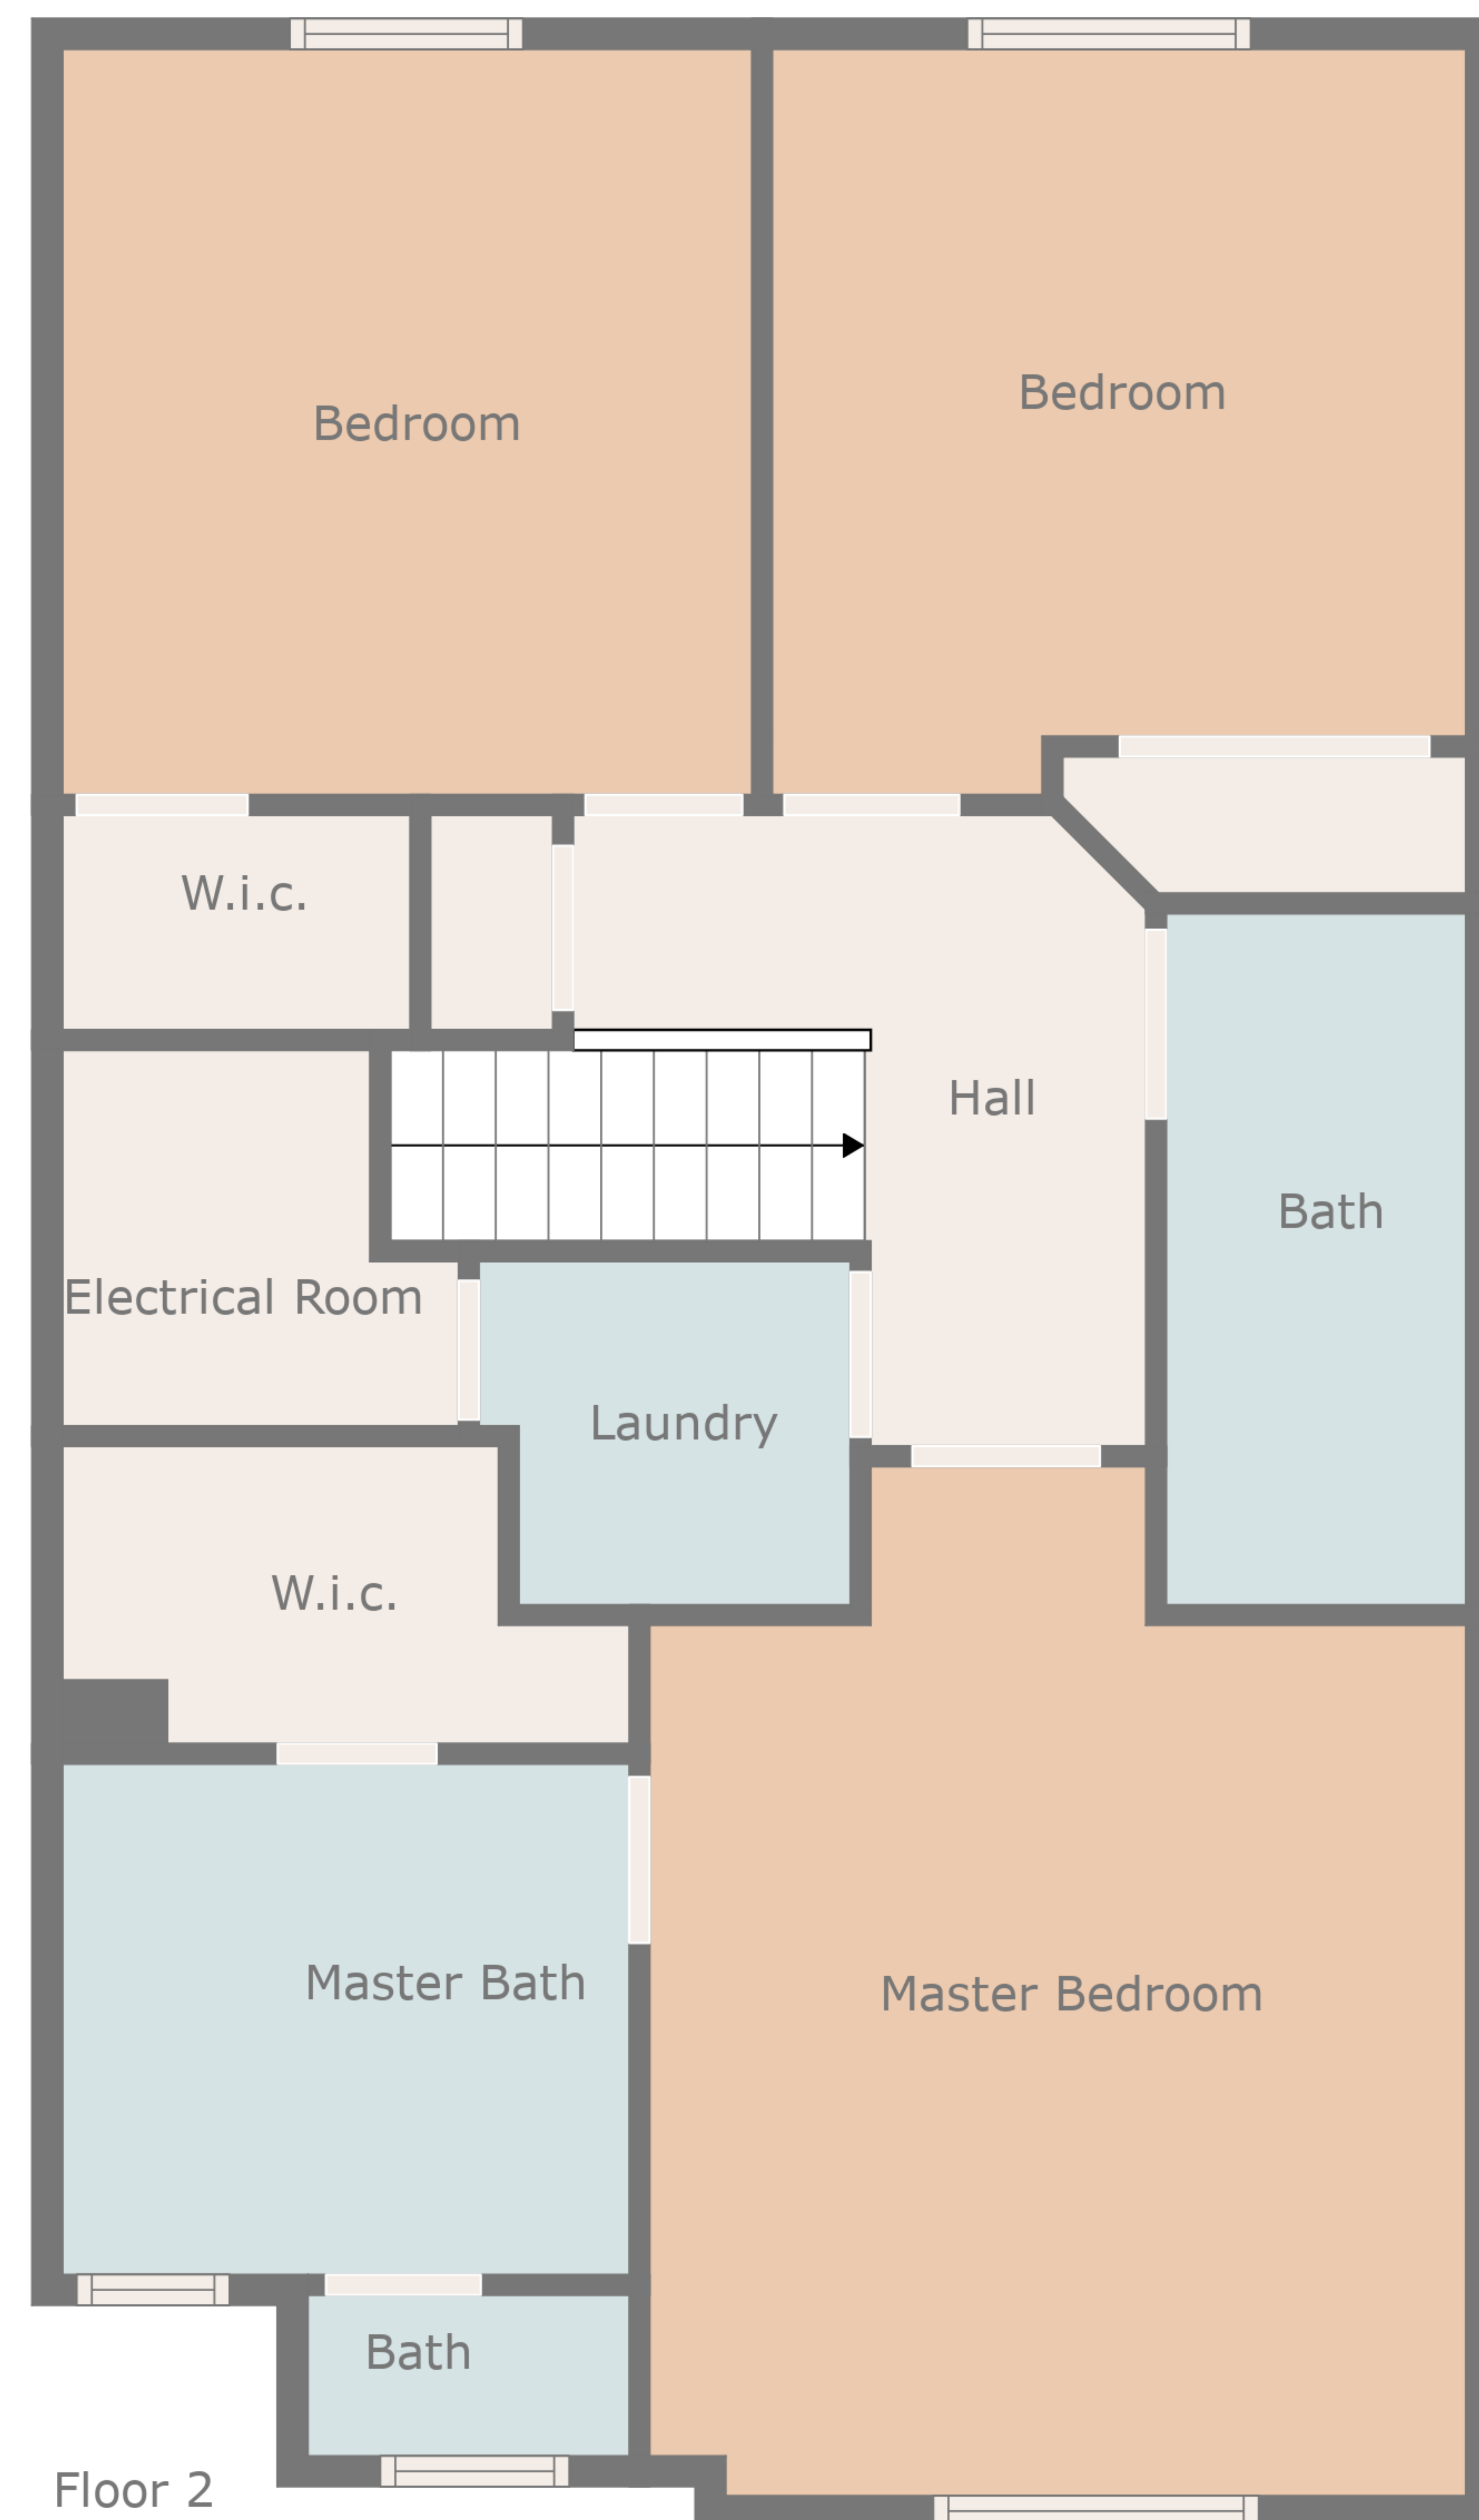 Bedroom
Bedroom
W.i.c.
Hall
Bath
Electrical Room
Laundry
W.i.c.
Master Bath
Master Bedroom
Bath
Floor 2